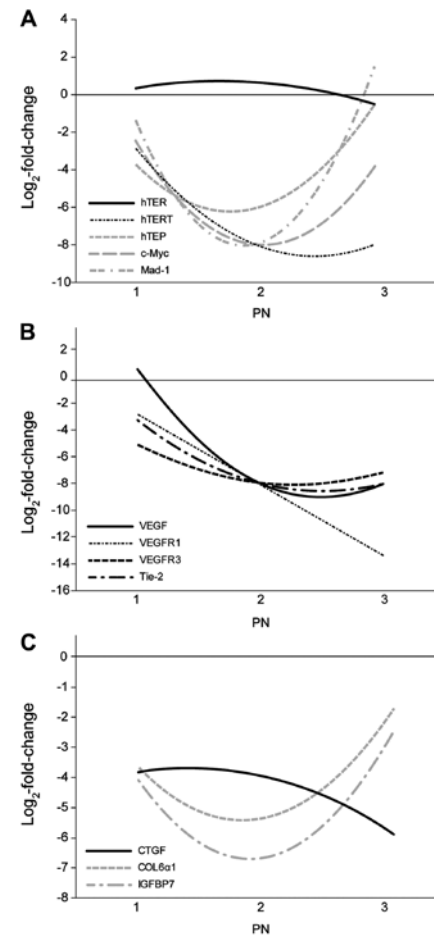 A
4
2
0
-2
-4
-6
-8
-10
Log2-fold-change
hTER
hTERT
hTEP
c-Myc
Mad-1
1
2
3
PN
B
2
0
-2
-4
-6
-8
-10
-12
-14
-16
Log2-fold-change
VEGF
VEGFR1
VEGFR3
Tie-2
1
2
3
PN
C
0
-1
-2
-3
-4
-5
-6
-7
-8
Log2-fold-change
CTGF
COL6α1
IGFBP7
1
2
3
PN